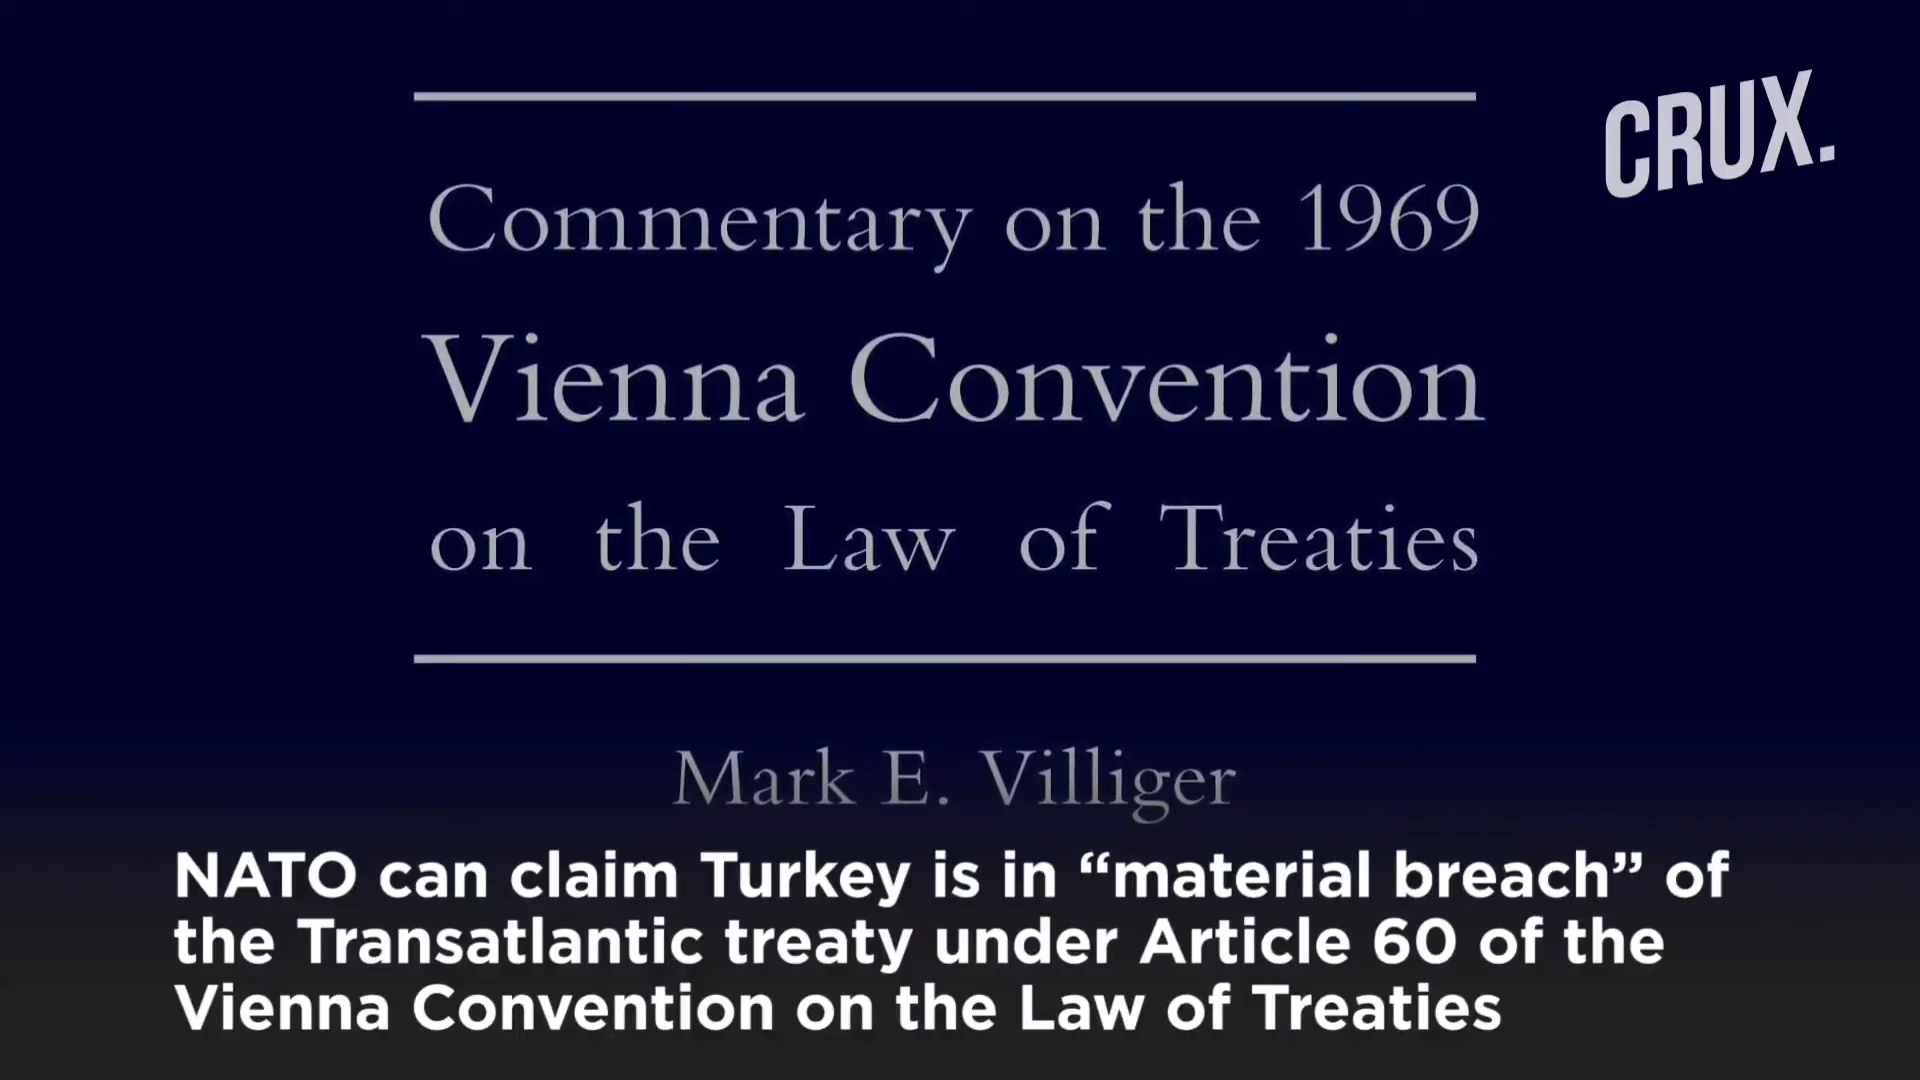 CRUX.
Commentary on the 1969
Vienna Convention
on the Law of Treaties
Mark E. Villiger
NATO can claim Turkey is in “material breach” of
the Transatlantic treaty under Article 60 of the
Vienna Convention on the Law of Treaties